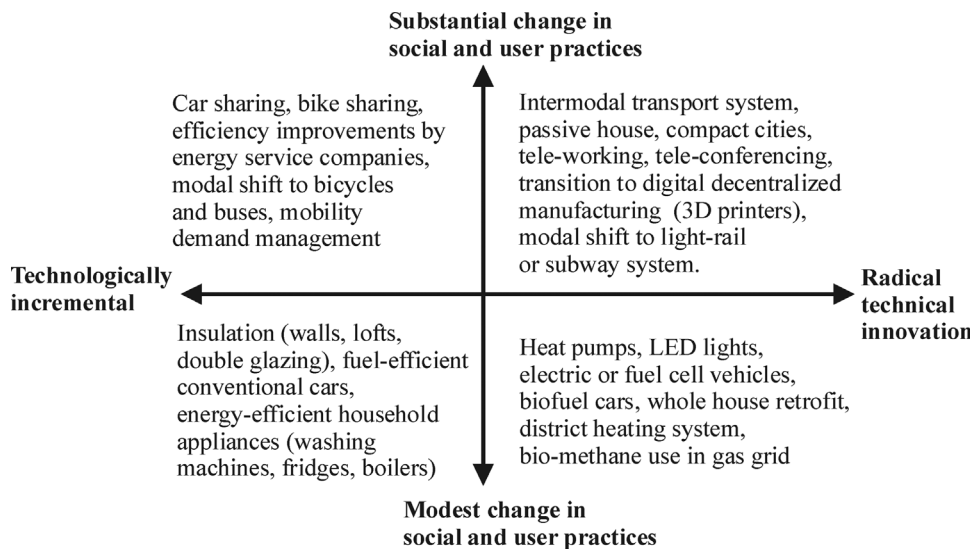 Substantial change in
social and user practices
Car sharing, bike sharing,
efficiency improvements by
energy service companies,
modal shift to bicycles
and buses, mobility
demand management
Intermodal transport system,
passive house, compact cities,
tele-working, tele-conferencing,
transition to digital decentralized
manufacturing (3D printers),
modal shift to light-rail
or subway system.
Technologically
incremental
Radical
technical
innovation
Insulation (walls, lofts,
double glazing), fuel-efficient
conventional cars,
energy-efficient household
appliances (washing
machines, fridges, boilers)
Heat pumps, LED lights,
electric or fuel cell vehicles,
biofuel cars, whole house retrofit,
district heating system,
bio-methane use in gas grid
Modest change in
social and user practices